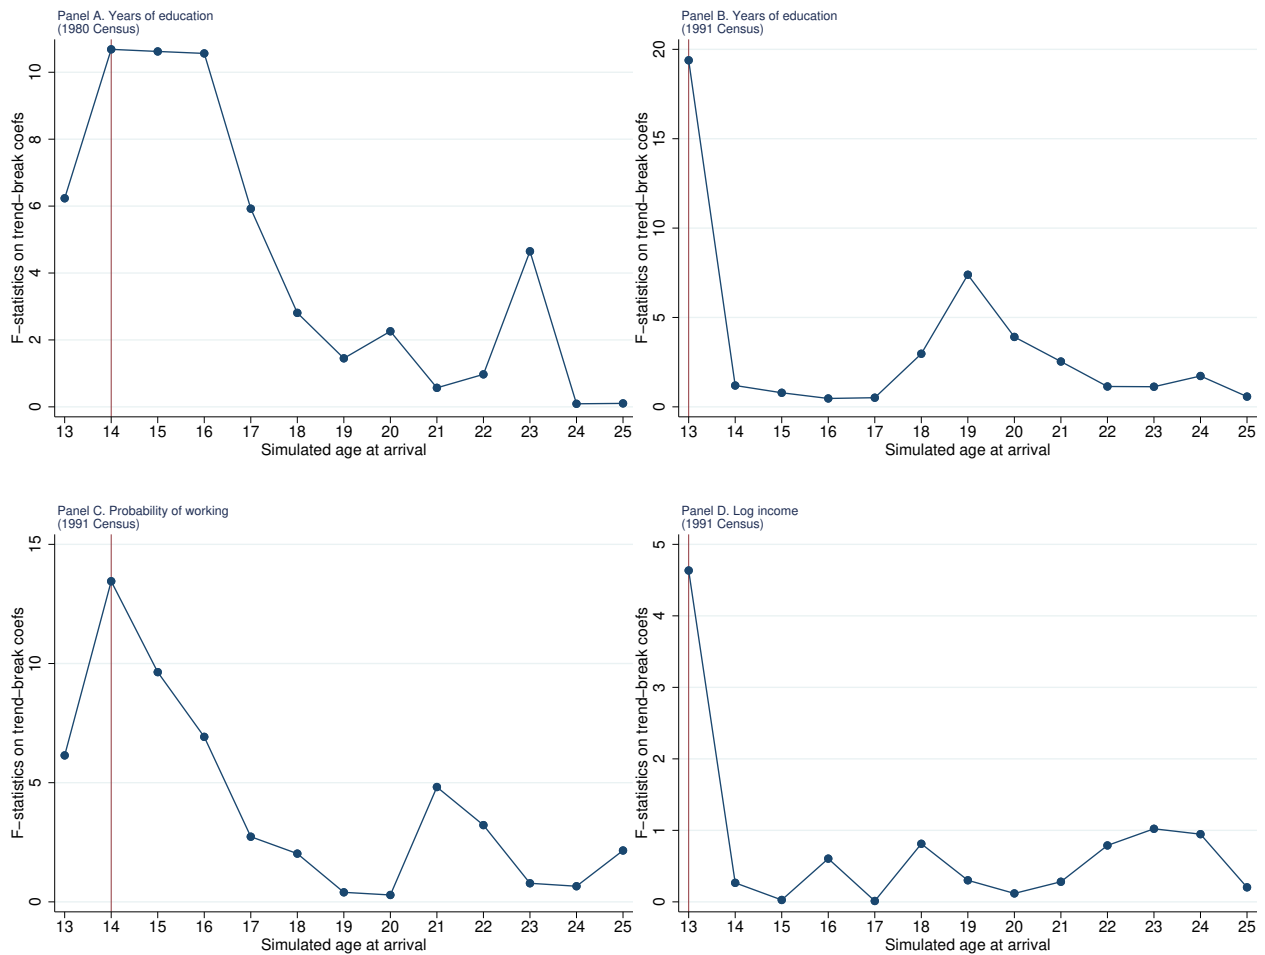 Panel A. Years of education
(1980 Census)
F−statistics on trend−break coefs
10
8
6
4
2
0
13 14 15 16 17 18 19 20 21 22 23 24 25
Simulated age at arrival
Panel B. Years of education
(1991 Census)
F−statistics on trend−break coefs
20
15
10
5
0
13 14 15 16 17 18 19 20 21 22 23 24 25
Simulated age at arrival
Panel C. Probability of working
(1991 Census)
F−statistics on trend−break coefs
15
10
5
0
13 14 15 16 17 18 19 20 21 22 23 24 25
Simulated age at arrival
Panel D. Log income
(1991 Census)
F−statistics on trend−break coefs
5
4
3
2
1
0
13 14 15 16 17 18 19 20 21 22 23 24 25
Simulated age at arrival